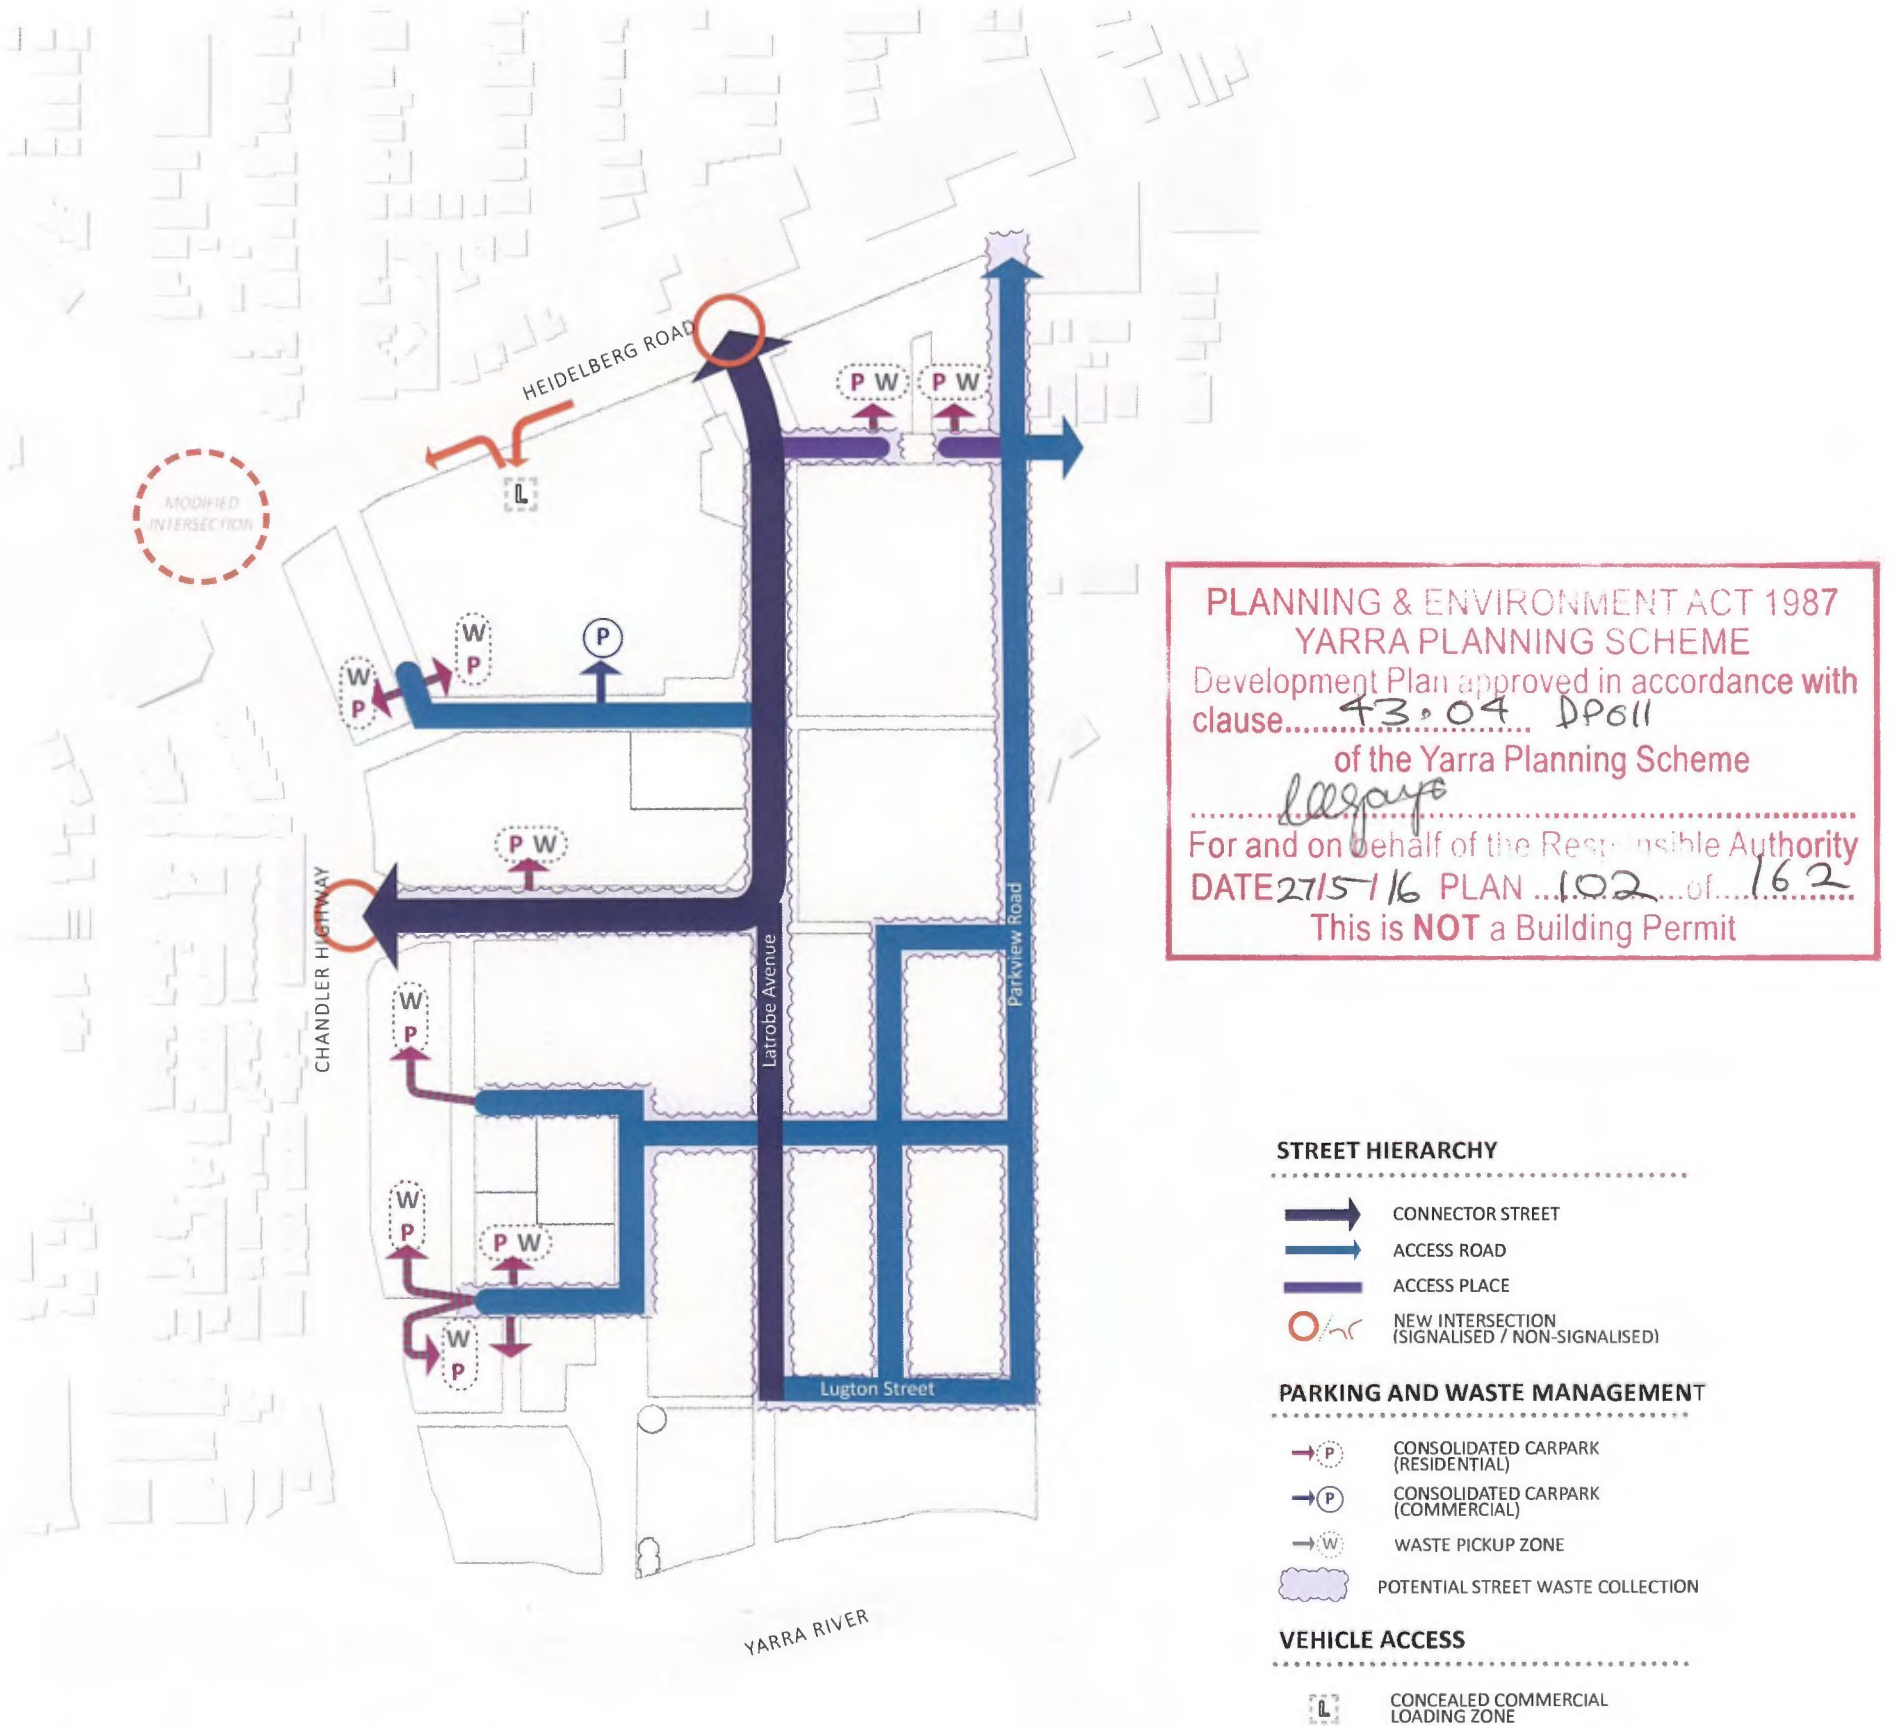 HEIDELBERG ROAD
P W
P W
MODIFIED
INTERSECTION
L
W
P
P
W
P
P W
CHANDLER HIGHWAY
Latrobe Avenue
Parkview Road
W
P
W
P
P W
W
P
Lugton Street
YARRA RIVER
PLANNING & ENVIRONMENT ACT 1987
YARRA PLANNING SCHEME
Development Plan approved in accordance with
clause.......43.04....... DPO11
of the Yarra Planning Scheme
For and on behalf of the Responsible Authority
DATE 27/5/16 PLAN ...102...of...162...
This is NOT a Building Permit
STREET HIERARCHY
CONNECTOR STREET
ACCESS ROAD
ACCESS PLACE
NEW INTERSECTION
(SIGNALISED / NON-SIGNALISED)
PARKING AND WASTE MANAGEMENT
P CONSOLIDATED CARPARK
(RESIDENTIAL)
P CONSOLIDATED CARPARK
(COMMERCIAL)
W WASTE PICKUP ZONE
POTENTIAL STREET WASTE COLLECTION
VEHICLE ACCESS
L CONCEALED COMMERCIAL
LOADING ZONE